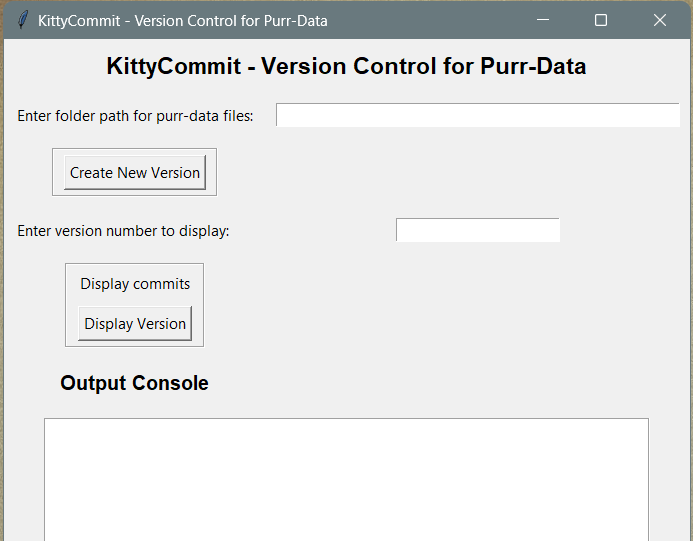 KittyCommit - Version Control for Purr-Data
KittyCommit - Version Control for Purr-Data
Enter folder path for purr-data files:
Create New Version
Enter version number to display:
Display commits
Display Version
Output Console